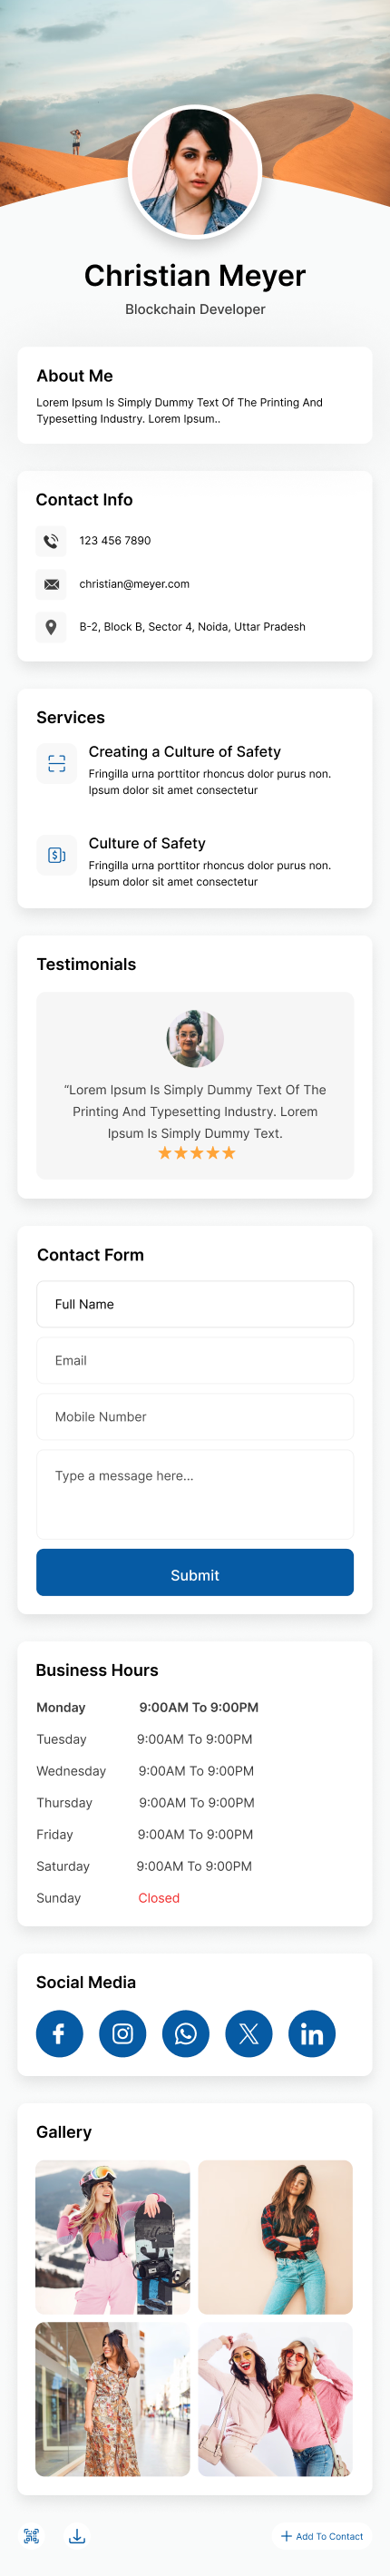 Christian Meyer
Blockchain Developer
About Me
Lorem Ipsum Is Simply Dummy Text Of The Printing And
Typesetting Industry. Lorem Ipsum..
Contact Info
123 456 7890
christian@meyer.com
B-2, Block B, Sector 4, Noida, Uttar Pradesh
Services
Creating a Culture of Safety
Fringilla urna porttitor rhoncus dolor purus non.
Ipsum dolor sit amet consectetur
Culture of Safety
Fringilla urna porttitor rhoncus dolor purus non.
Ipsum dolor sit amet consectetur
Testimonials
“Lorem Ipsum Is Simply Dummy Text Of The
Printing And Typesetting Industry. Lorem
Ipsum Is Simply Dummy Text.
Contact Form
Full Name
Email
Mobile Number
Type a message here...
Submit
Business Hours
Monday 9:00AM To 9:00PM
Tuesday 9:00AM To 9:00PM
Wednesday 9:00AM To 9:00PM
Thursday 9:00AM To 9:00PM
Friday 9:00AM To 9:00PM
Saturday 9:00AM To 9:00PM
Sunday Closed
Social Media
Gallery
Add To Contact